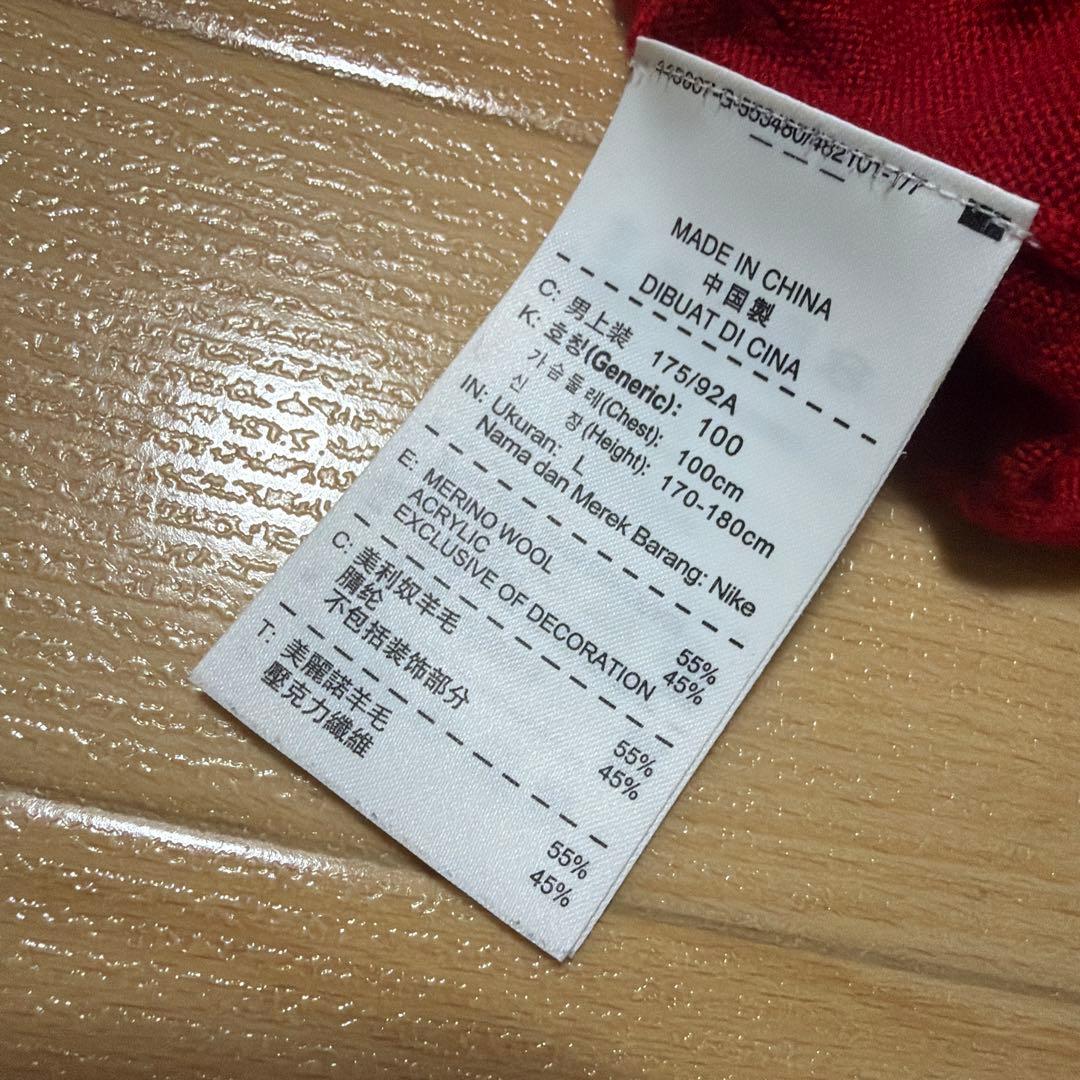 MADE IN CHINA
中国製
DIBUAT DI CINA
C: 男上装 175/92A
K: 호칭(Generic): 100
가슴둘레(Chest): 100cm
신 장(Height): 170-180cm
IN: Ukuran: L
Nama dan Merek Barang: Nike
E: MERINO WOOL 55%
ACRYLIC 45%
EXCLUSIVE OF DECORATION
C: 美利奴羊毛 55%
腈纶 45%
不包括装饰部分
T: 美麗諾羊毛 55%
壓克力纖維 45%